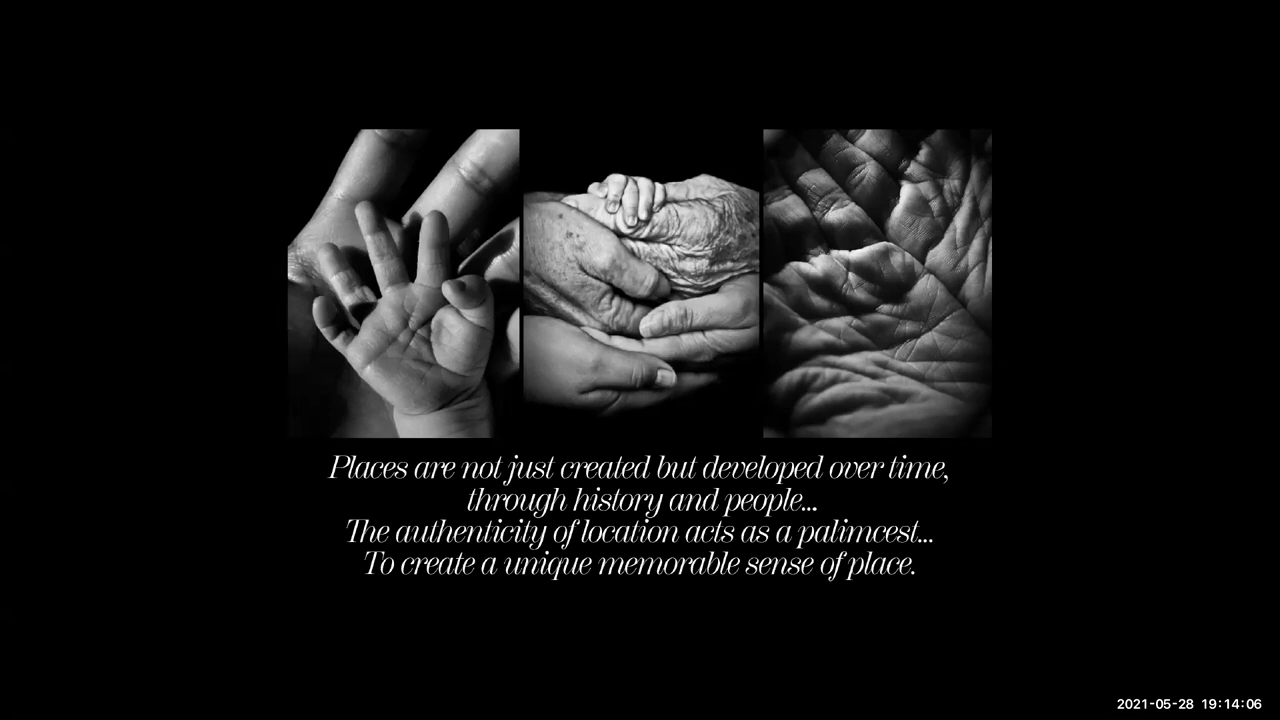 Places are not just created but developed over time,
through history and people...
The authenticity of location acts as a palimcest...
To create a unique memorable sense of place.
2021-05-28 19:14:06